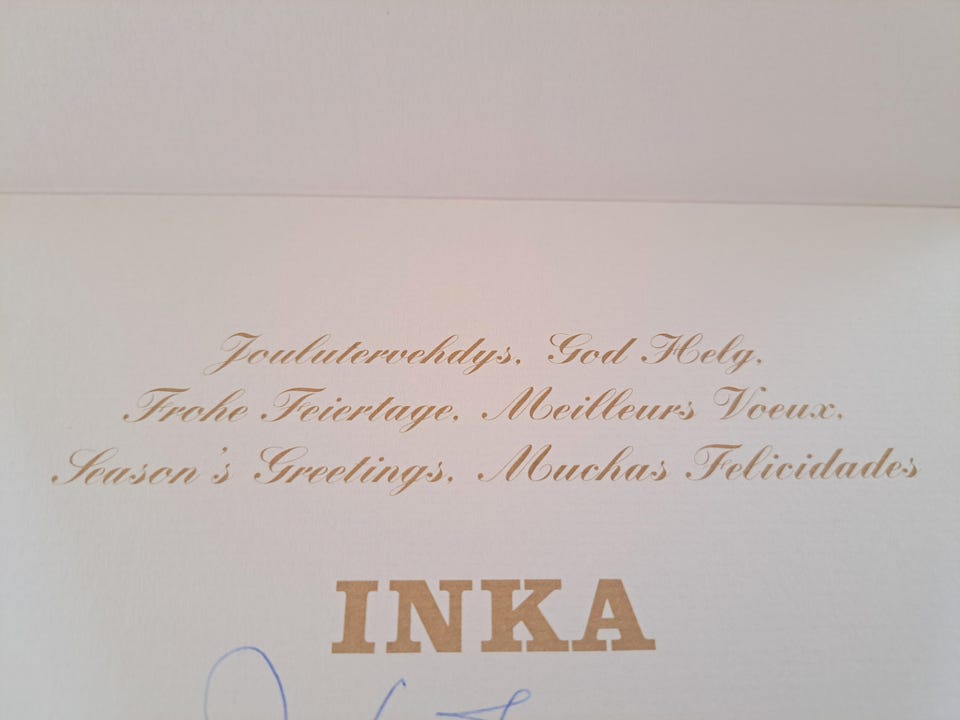 Joulutervehdys, God Helg,
Frohe Feiertage, Meilleurs Voeux,
Season's Greetings, Muchas Felicidades
INKA